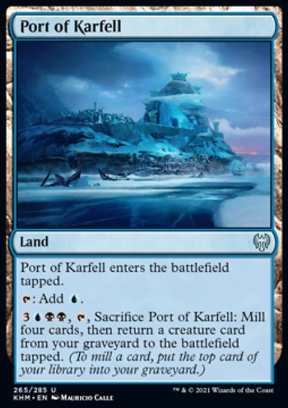 Port of Karfell
Land
Port of Karfell enters the battlefield
tapped.
: Add .
3, , Sacrifice Port of Karfell: Mill
four cards, then return a creature card
from your graveyard to the battlefield
tapped. (To mill a card, put the top card of
your library into your graveyard.)
265/285 U
KHM • EN Mauricio Calle
™ & © 2021 Wizards of the Coast